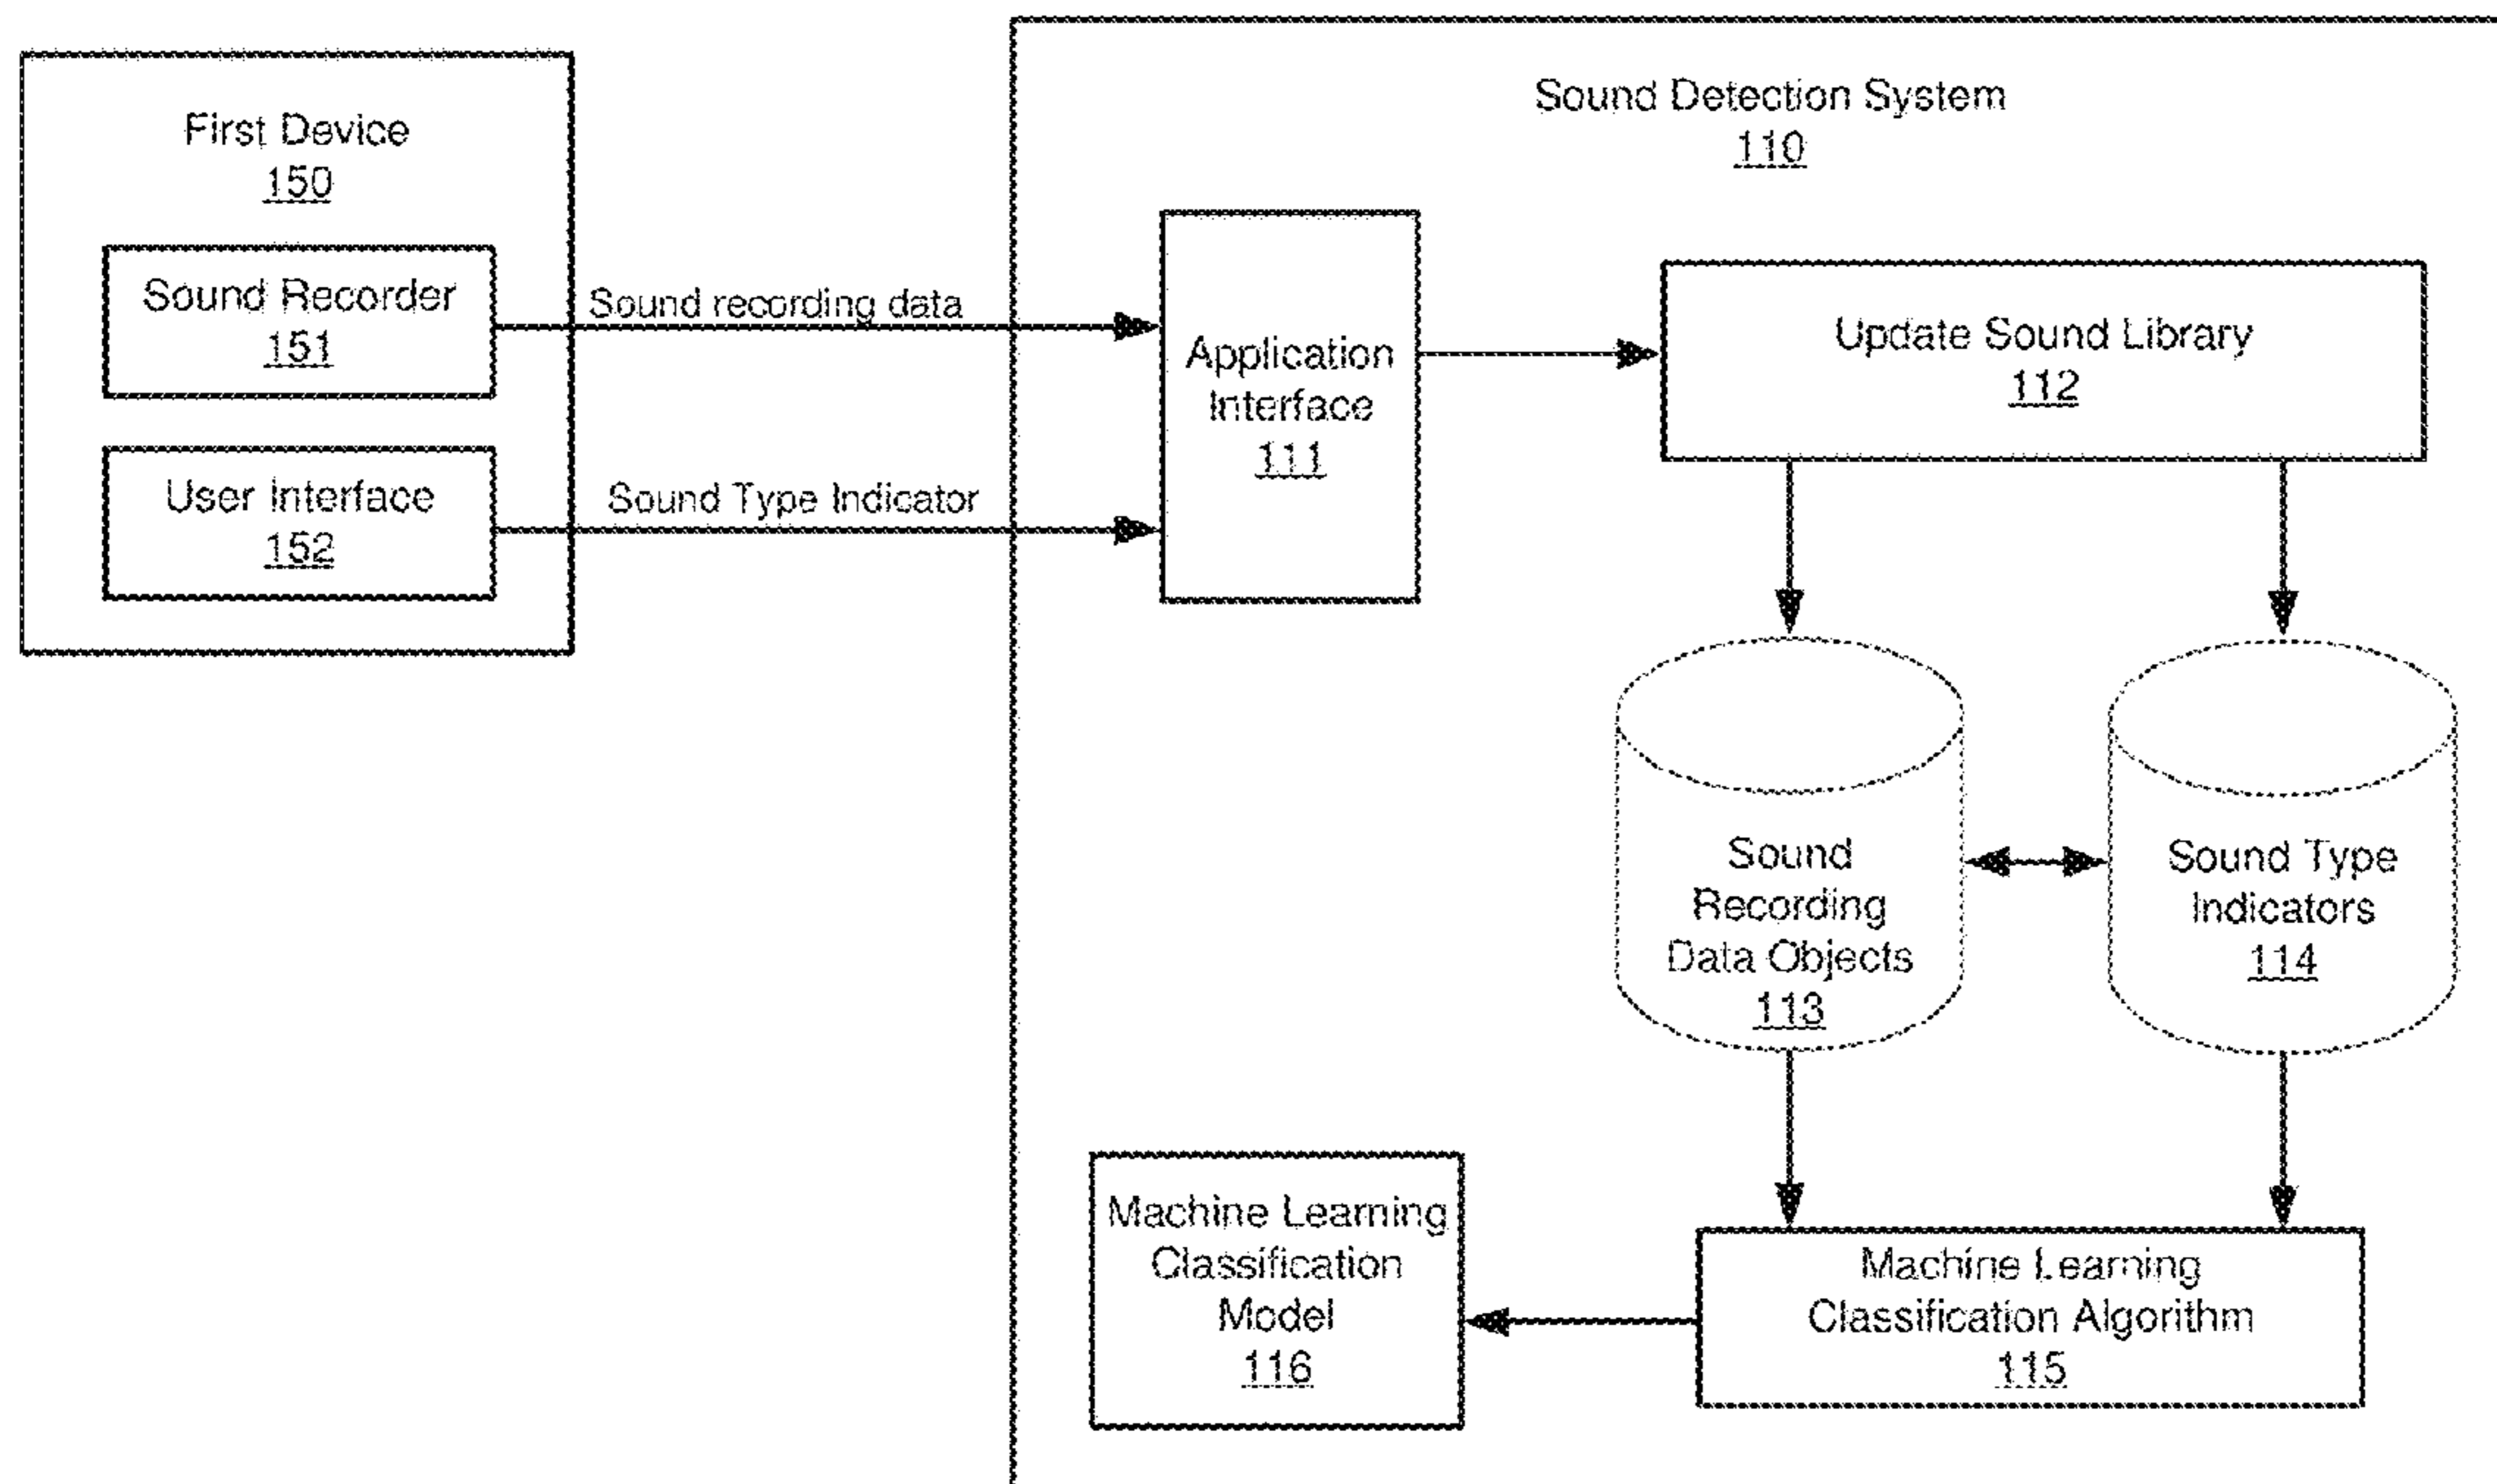 First Device
150
Sound Recorder
151
User Interface
152
Sound recording data
Sound Type Indicator
Sound Detection System
110
Application
Interface
111
Update Sound Library
112
Sound
Recording
Data Objects
113
Sound Type
Indicators
114
Machine Learning
Classification
Model
116
Machine Learning
Classification Algorithm
115